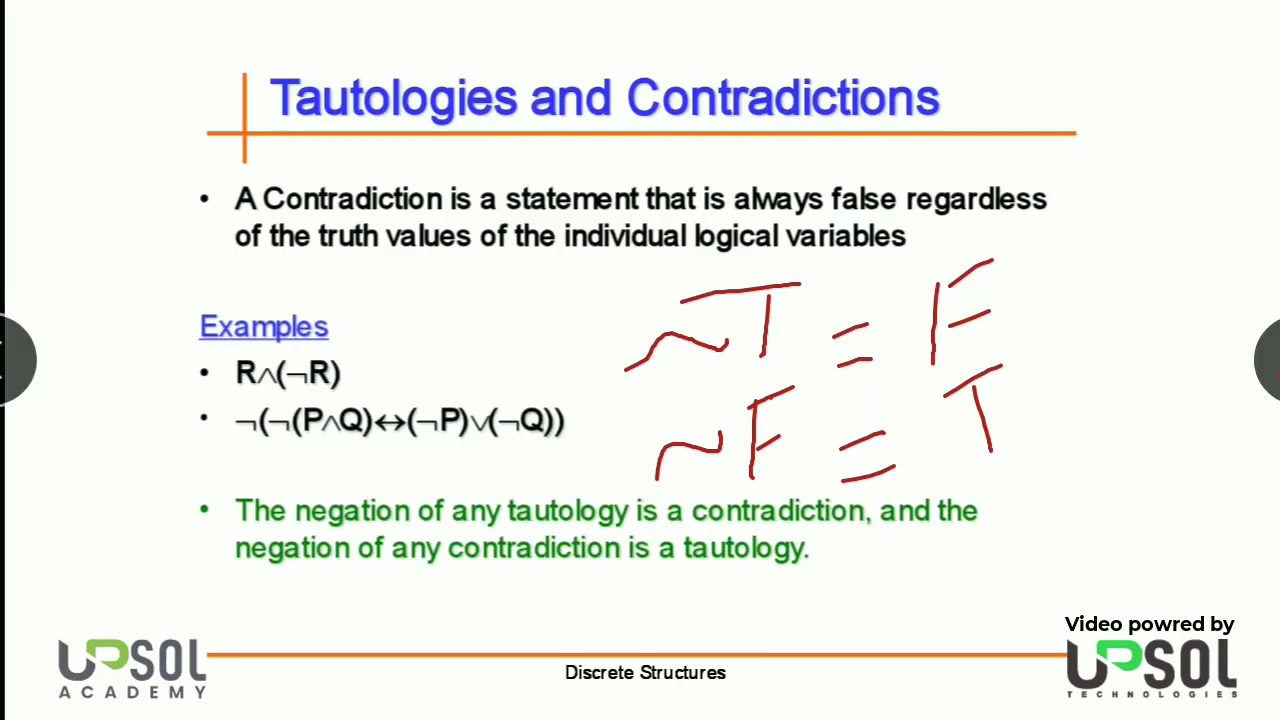 Tautologies and Contradictions
• A Contradiction is a statement that is always false regardless
of the truth values of the individual logical variables
Examples
• R∧(¬R)
• ¬(¬(P∧Q)↔(¬P)∨(¬Q))
~T ≡ F
~F ≡ T
• The negation of any tautology is a contradiction, and the
negation of any contradiction is a tautology.
Video powred by
UPSOL
ACADEMY
Discrete Structures
UPSOL
TECHNOLOGIES